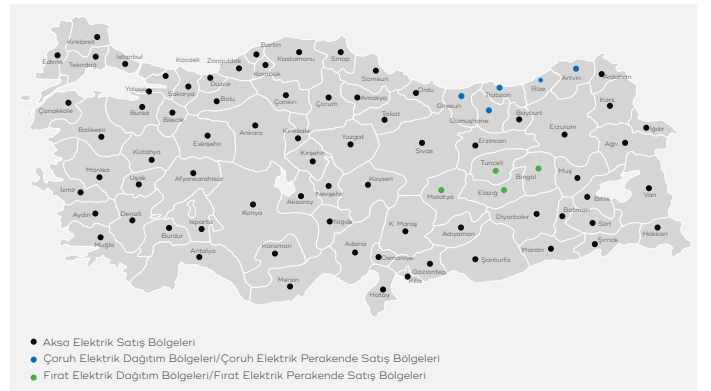 Kırklareli
Edirne
Tekirdağ
İstanbul
Kocaeli
Yalova
Sakarya
Düzce
Zonguldak
Bartın
Karabük
Kastamonu
Sinop
Samsun
Ordu
Giresun
Trabzon
Rize
Artvin
Ardahan
Kars
Iğdır
Ağrı
Erzurum
Bayburt
Gümüşhane
Erzincan
Tokat
Amasya
Çorum
Çankırı
Bolu
Bilecik
Bursa
Çanakkale
Balıkesir
Kütahya
Eskişehir
Ankara
Kırıkkale
Kırşehir
Yozgat
Sivas
Tunceli
Bingöl
Elazığ
Malatya
Muş
Bitlis
Van
Hakkari
Şırnak
Siirt
Batman
Diyarbakır
Mardin
Şanlıurfa
Adıyaman
K. Maraş
Gaziantep
Kilis
Osmaniye
Hatay
Adana
Niğde
Nevşehir
Kayseri
Aksaray
Konya
Karaman
Mersin
Antalya
Isparta
Burdur
Afyonkarahisar
Uşak
Manisa
İzmir
Aydın
Denizli
Muğla
Aksa Elektrik Satış Bölgeleri
Çoruh Elektrik Dağıtım Bölgeleri/Çoruh Elektrik Perakende Satış Bölgeleri
Fırat Elektrik Dağıtım Bölgeleri/Fırat Elektrik Perakende Satış Bölgeleri